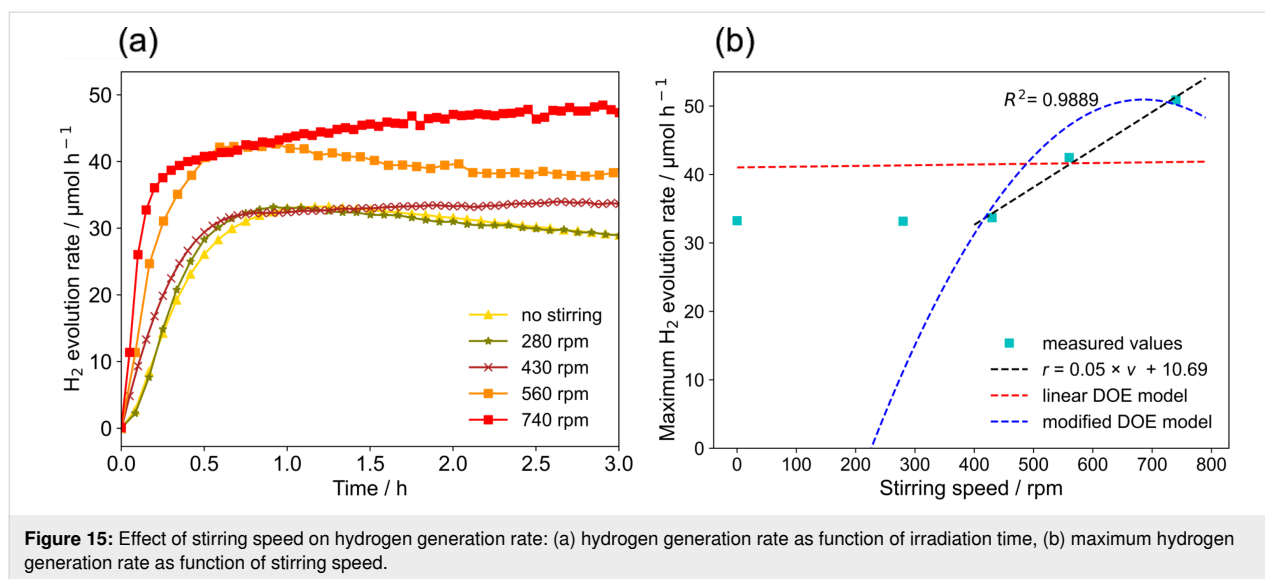 (a)
H₂ evolution rate / μmol h⁻¹
50
40
30
20
10
0
0.0 0.5 1.0 1.5 2.0 2.5 3.0
Time / h
no stirring
280 rpm
430 rpm
560 rpm
740 rpm
(b)
Maximum H₂ evolution rate / μmol h⁻¹
50
40
30
20
10
0
0 100 200 300 400 500 600 700 800
Stirring speed / rpm
R² = 0.9889
measured values
r = 0.05 × v + 10.69
linear DOE model
modified DOE model
Figure 15: Effect of stirring speed on hydrogen generation rate: (a) hydrogen generation rate as function of irradiation time, (b) maximum hydrogen
generation rate as function of stirring speed.